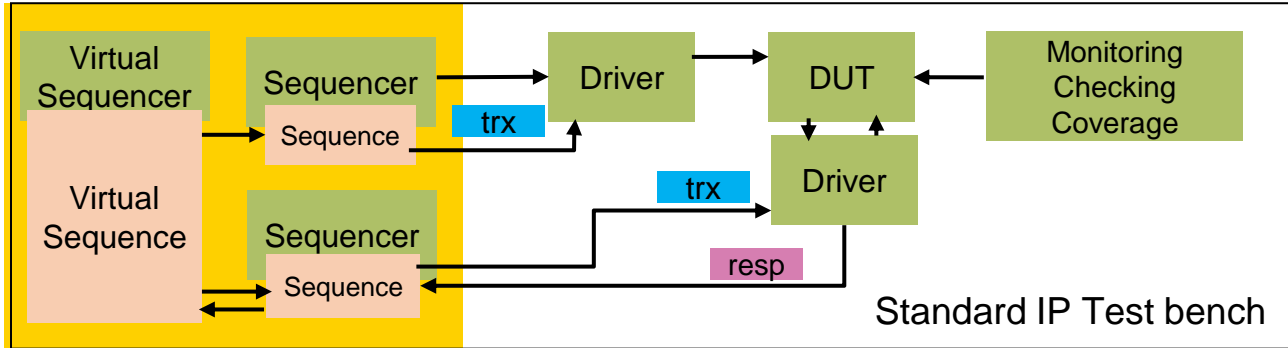 Virtual
Sequencer
Sequencer
Sequence
trx
Driver
DUT
Monitoring
Checking
Coverage
Virtual
Sequence
Sequencer
Sequence
trx
Driver
resp
Standard IP Test bench